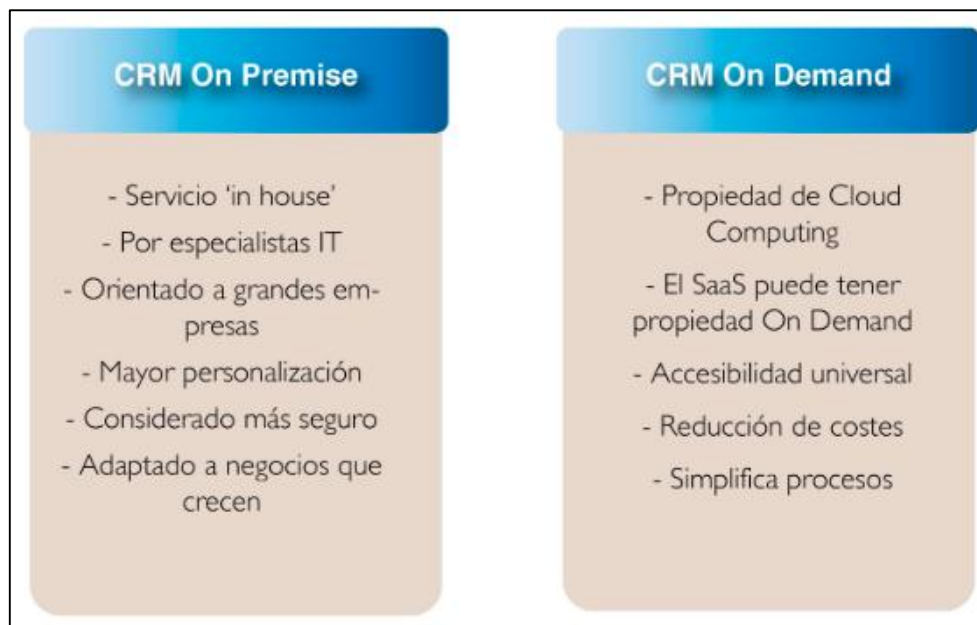 CRM On Premise
- Servicio ‘in house’
- Por especialistas IT
- Orientado a grandes em-
presas
- Mayor personalización
- Considerado más seguro
- Adaptado a negocios que
crecen
CRM On Demand
- Propiedad de Cloud
Computing
- El SaaS puede tener
propiedad On Demand
- Accesibilidad universal
- Reducción de costes
- Simplifica procesos